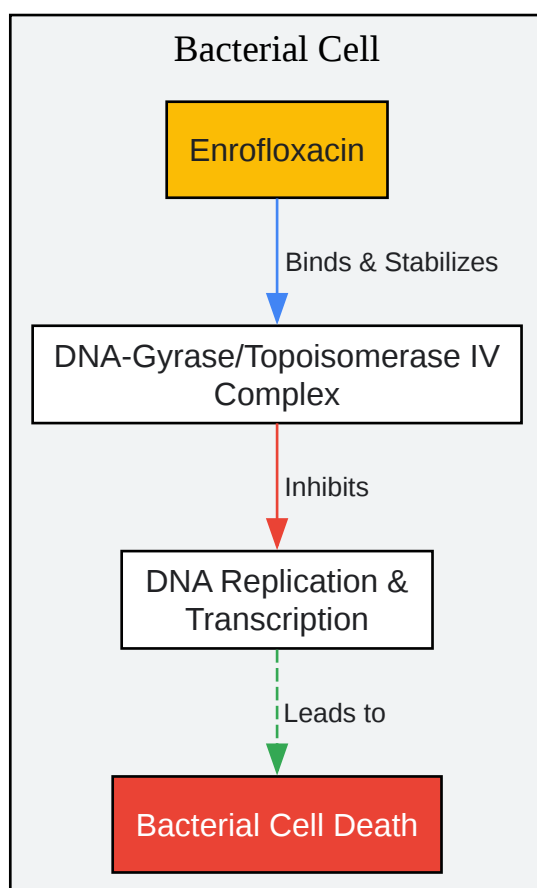 Bacterial Cell
Enrofloxacin
Binds & Stabilizes
DNA-Gyrase/Topoisomerase IV
Complex
Inhibits
DNA Replication &
Transcription
Leads to
Bacterial Cell Death